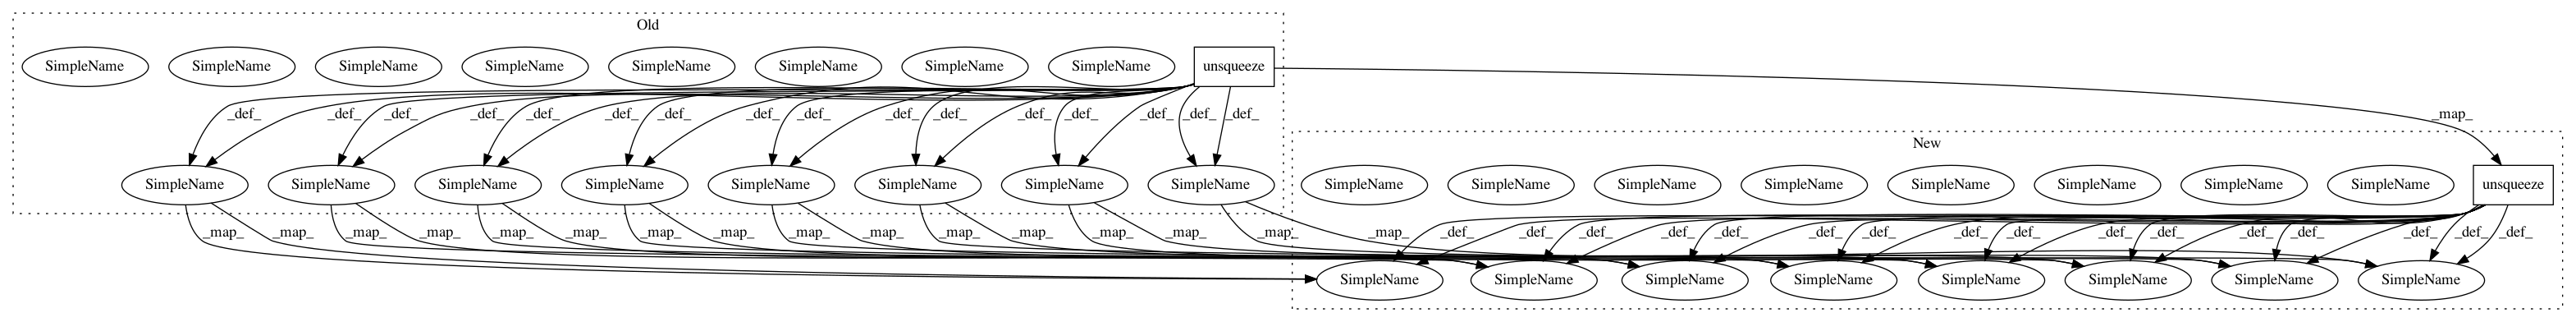 Old
SimpleName SimpleName SimpleName SimpleName SimpleName SimpleName SimpleName SimpleName unsqueeze
_def_ _def_ _def_ _def_ _def_ _def_ _def_ _def_ _def_ _def_ _def_ _def_ _def_ _def_ _def_ _def_ _map_
New
SimpleName SimpleName SimpleName SimpleName SimpleName SimpleName SimpleName SimpleName SimpleName SimpleName SimpleName SimpleName SimpleName SimpleName SimpleName SimpleName unsqueeze
_map_ _map_ _map_ _map_ _map_ _map_ _map_ _map_ _map_ _map_ _map_ _map_ _map_ _map_ _map_ _map_ _def_ _def_ _def_ _def_ _def_ _def_ _def_ _def_ _def_ _def_ _def_ _def_ _def_ _def_ _def_ _def_
SimpleName SimpleName SimpleName SimpleName SimpleName SimpleName SimpleName SimpleName